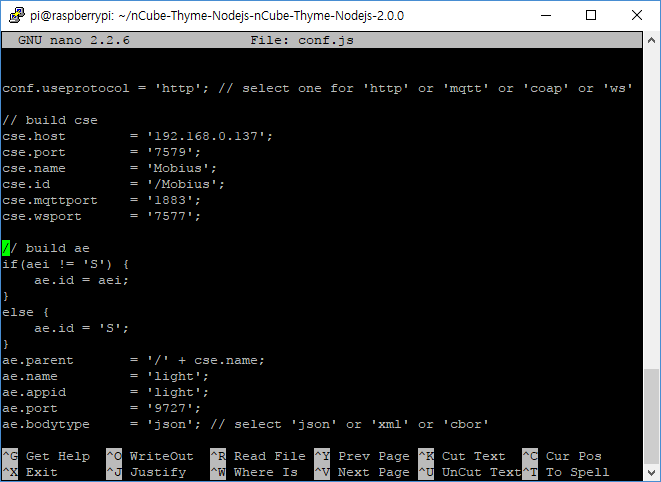 pi@raspberrypi: ~/nCube-Thyme-Nodejs-nCube-Thyme-Nodejs-2.0.0
GNU nano 2.2.6 File: conf.js
conf.useprotocol = 'http'; // select one for 'http' or 'mqtt' or 'coap' or 'ws'
// build cse
cse.host = '192.168.0.137';
cse.port = '7579';
cse.name = 'Mobius';
cse.id = '/Mobius';
cse.mqttport = '1883';
cse.wsport = '7577';
// build ae
if(aei != 'S') {
ae.id = aei;
}
else {
ae.id = 'S';
}
ae.parent = '/' + cse.name;
ae.name = 'light';
ae.appid = 'light';
ae.port = '9727';
ae.bodytype = 'json'; // select 'json' or 'xml' or 'cbor'
^G Get Help ^O WriteOut ^R Read File ^Y Prev Page ^K Cut Text ^C Cur Pos
^X Exit ^J Justify ^W Where Is ^V Next Page ^U UnCut Text ^T To Spell